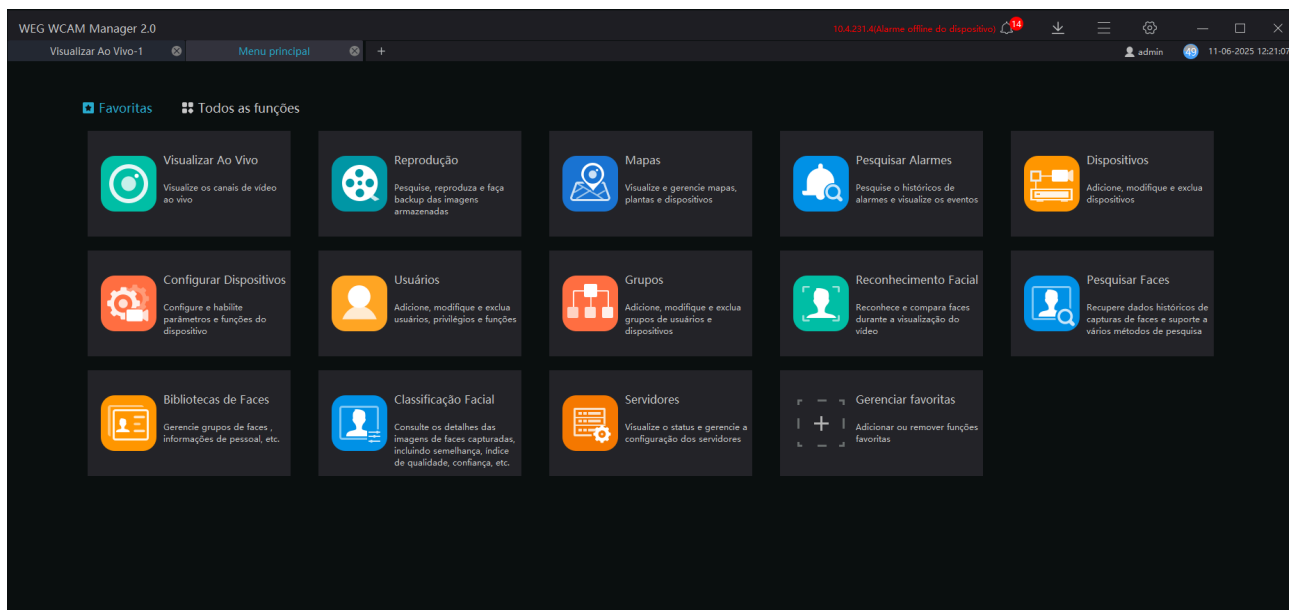 WEG WCAM Manager 2.0
10.4.231.4(Alarme offline do dispositivo) 14
Visualizar Ao Vivo-1
Menu principal
+
admin 49 11-06-2025 12:21:07
Favoritas
Todos as funções
Visualizar Ao Vivo
Visualize os canais de vídeo
ao vivo
Reprodução
Pesquise, reproduza e faça
backup das imagens
armazenadas
Mapas
Visualize e gerencie mapas,
plantas e dispositivos
Pesquisar Alarmes
Pesquise o históricos de
alarmes e visualize os eventos
Dispositivos
Adicione, modifique e exclua
dispositivos
Configurar Dispositivos
Configure e habilite
parâmetros e funções do
dispositivo
Usuários
Adicione, modifique e exclua
usuários, privilégios e funções
Grupos
Adicione, modifique e exclua
grupos de usuários e
dispositivos
Reconhecimento Facial
Reconhece e compara faces
durante a visualização do
vídeo
Pesquisar Faces
Recupere dados históricos de
capturas de faces e suporte a
vários métodos de pesquisa
Bibliotecas de Faces
Gerencie grupos de faces ,
informações de pessoal, etc.
Classificação Facial
Consulte os detalhes das
imagens de faces capturadas,
incluindo semelhança, índice
de qualidade, confiança, etc.
Servidores
Visualize o status e gerencie a
configuração dos servidores
Gerenciar favoritas
Adicionar ou remover funções
favoritas